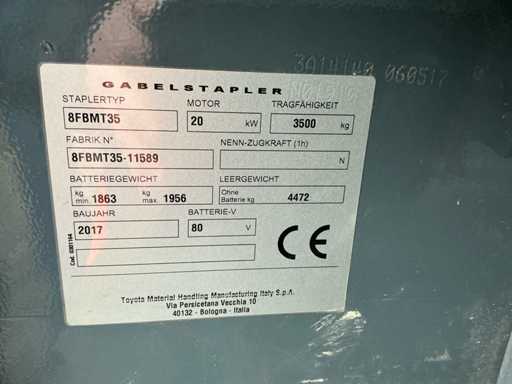 GABELSTAPLER
STAPLERTYP MOTOR TRAGFÄHIGKEIT
8FBMT35 20 kW 3500 kg
FABRIK N° NENN-ZUGKRAFT (1h)
8FBMT35-11589 N
BATTERIEGEWICHT LEERGEWICHT
kg min. 1863 kg max. 1956 Ohne Batterie kg 4472
BAUJAHR BATTERIE-V
2017 80 V
CE
Toyota Material Handling Manufacturing Italy S.p.A.
Via Persicetana Vecchia 10
40132 - Bologna - Italia
060517